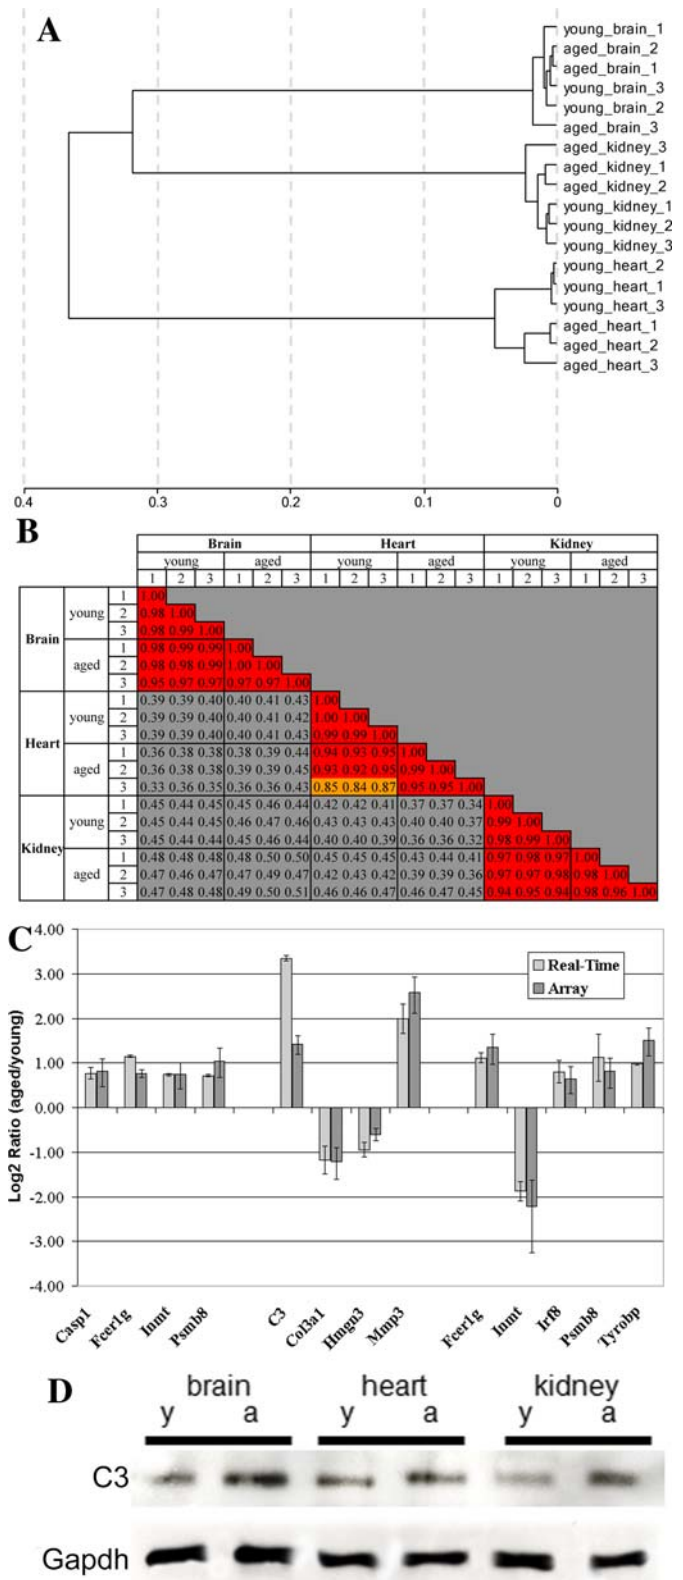 A
young_brain_1
aged_brain_2
aged_brain_1
young_brain_3
young_brain_2
aged_brain_3
aged_kidney_3
aged_kidney_1
aged_kidney_2
young_kidney_1
young_kidney_2
young_kidney_3
young_heart_2
young_heart_1
young_heart_3
aged_heart_1
aged_heart_2
aged_heart_3
0.4 0.3 0.2 0.1 0
B
Brain Heart Kidney
young aged young aged young aged
1 2 3 1 2 3 1 2 3 1 2 3 1 2 3 1 2 3
Brain young 1 1.00
2 0.98 1.00
3 0.98 0.99 1.00
aged 1 0.98 0.99 0.99 1.00
2 0.98 0.98 0.99 1.00 1.00
3 0.95 0.97 0.97 0.97 0.97 1.00
Heart young 1 0.39 0.39 0.40 0.40 0.41 0.43 1.00
2 0.39 0.39 0.40 0.40 0.41 0.42 1.00 1.00
3 0.39 0.39 0.40 0.40 0.41 0.43 0.99 0.99 1.00
aged 1 0.36 0.38 0.38 0.38 0.39 0.44 0.94 0.93 0.95 1.00
2 0.36 0.38 0.38 0.39 0.39 0.45 0.93 0.92 0.95 0.99 1.00
3 0.33 0.36 0.35 0.36 0.36 0.43 0.85 0.84 0.87 0.95 0.95 1.00
Kidney young 1 0.45 0.44 0.45 0.45 0.46 0.44 0.42 0.42 0.41 0.37 0.37 0.34 1.00
2 0.45 0.44 0.44 0.46 0.47 0.46 0.43 0.43 0.42 0.40 0.40 0.37 0.99 1.00
3 0.45 0.44 0.44 0.45 0.46 0.44 0.40 0.40 0.39 0.36 0.36 0.32 0.98 0.99 1.00
aged 1 0.48 0.48 0.48 0.48 0.50 0.50 0.45 0.45 0.45 0.43 0.44 0.41 0.97 0.98 0.97 1.00
2 0.47 0.46 0.47 0.47 0.49 0.47 0.42 0.43 0.42 0.39 0.39 0.36 0.97 0.97 0.98 0.98 1.00
3 0.47 0.48 0.48 0.49 0.50 0.51 0.46 0.46 0.47 0.46 0.47 0.45 0.94 0.95 0.94 0.98 0.96 1.00
C
4.00
3.00
2.00
1.00
0.00
-1.00
-2.00
-3.00
-4.00
Log2 Ratio (aged/young)
Real-Time
Array
Casp1 Fcer1g Inmt Psmb8 C3 Col3a1 Hmgn3 Mmp3 Fcer1g Inmt Irf8 Psmb8 Tyrobp
D
brain heart kidney
y a y a y a
C3
Gapdh